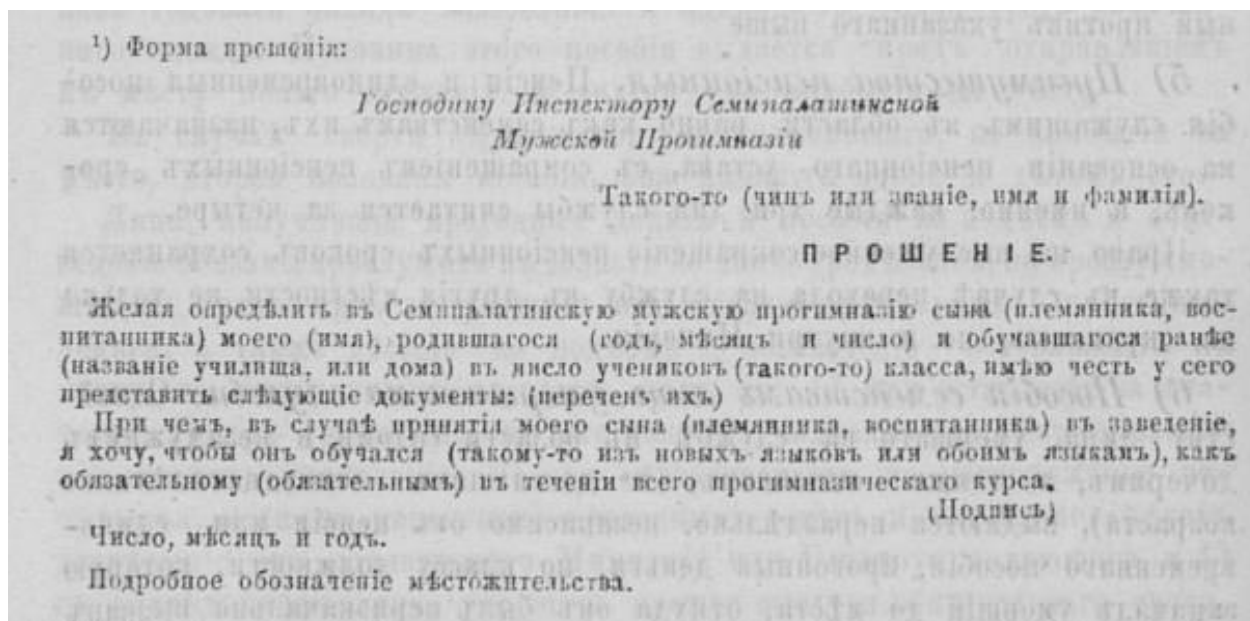 ¹) Форма прошенія:
Господину Инспектору Семипалатинской
Мужской Прогимназіи
Такого-то (чинъ или званіе, имя и фамилія).
ПРОШЕНІЕ.
Желая опредѣлить въ Семипалатинскую мужскую прогимназію сына (племянника, вос-
питанника) моего (имя), родившагося (годъ, мѣсяцъ и число) и обучавшагося ранѣе
(названіе училища, или дома) въ число учениковъ (такого-то) класса, имѣю честь у сего
представить слѣдующіе документы: (перечень ихъ)
При чемъ, въ случаѣ принятія моего сына (племянника, воспитанника) въ заведеніе,
я хочу, чтобы онъ обучался (такому-то изъ новыхъ языковъ или обоимъ языкамъ), какъ
обязательному (обязательнымъ) въ теченіи всего прогимназическаго курса.
(Подпись)
Число, мѣсяцъ и годъ.
Подробное обозначеніе мѣстожительства.